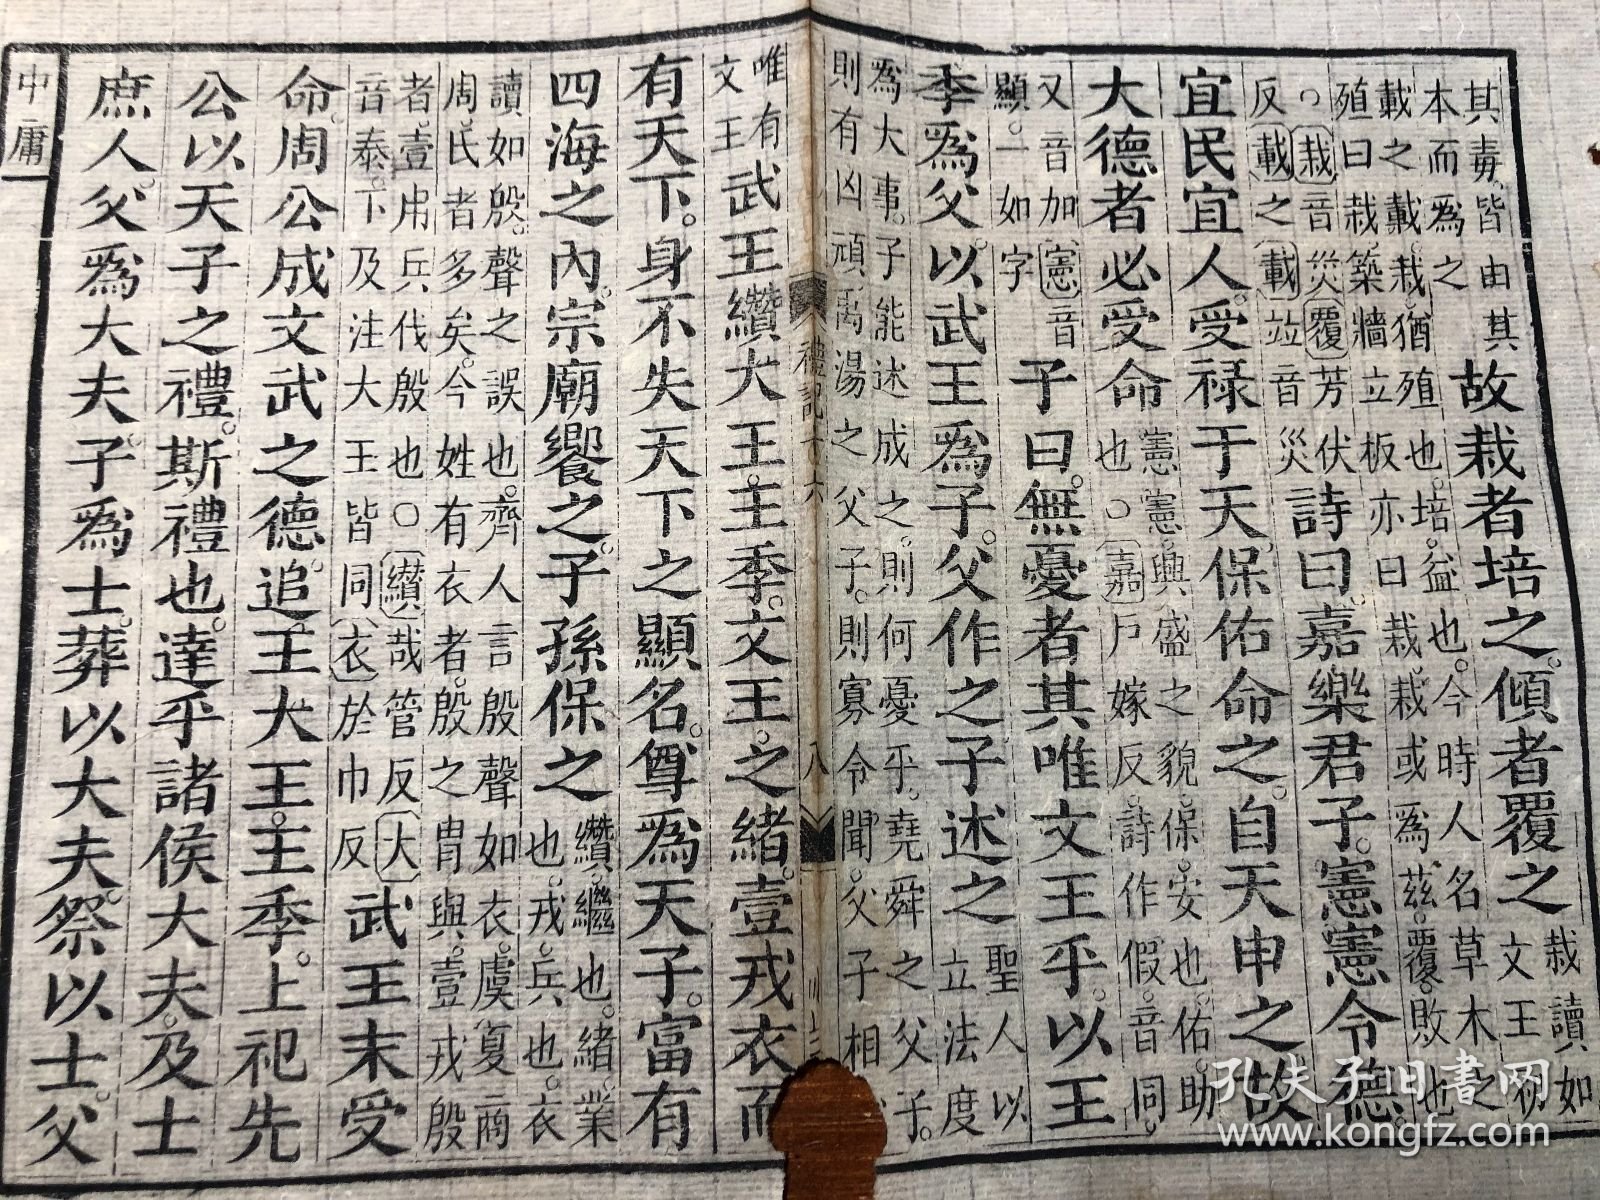 其毒。皆由其
本而爲之
故栽者培之。傾者覆之
栽讀如
文王初
載之載。栽猶殖也。培。益也。今時人名草木之
殖曰栽。築牆立板亦曰栽。栽或爲茲。覆。敗也
○栽音災覆芳伏
反載之載竝音災
詩曰。嘉樂君子。憲憲令德。
宜民宜人。受祿于天。保佑命之。自天申之。故
大德者必受命
憲憲。興盛之貌。保。安也。佑。助
也○嘉戶嫁反。詩作假。音同。
又音加憲音
顯。一如字
子曰。無憂者其唯文王乎。以王
季爲父。以武王爲子。父作之。子述之
聖人以
立法度
爲大事。子能述成之。則何憂乎。堯舜之父子。
則有凶頑禹湯之父子。則寡令聞。父子相
禮記十六
八
唯有
文王
武王纘大王。王季。文王。之緒。壹戎衣而
有天下。身不失天下之顯名。尊爲天子。富有
四海之內。宗廟饗之。子孫保之
纘。繼也。緒。業
也。戎。兵也。衣
讀如殷。聲之誤也。齊人言殷聲如衣。虞夏商
周氏者多矣。今姓有衣者。殷之胄與。壹戎殷
者。壹用兵伐殷也○纘哉管反大
音泰。下及注大王皆同衣於巾反
武王末受
命。周公成文武之德。追王大王。王季。上祀先
公以天子之禮。斯禮也。達乎諸侯大夫。及士
庶人。父爲大夫。子爲士。葬以大夫。祭以士。父
中庸
孔夫子旧書网
www.kongfz.com